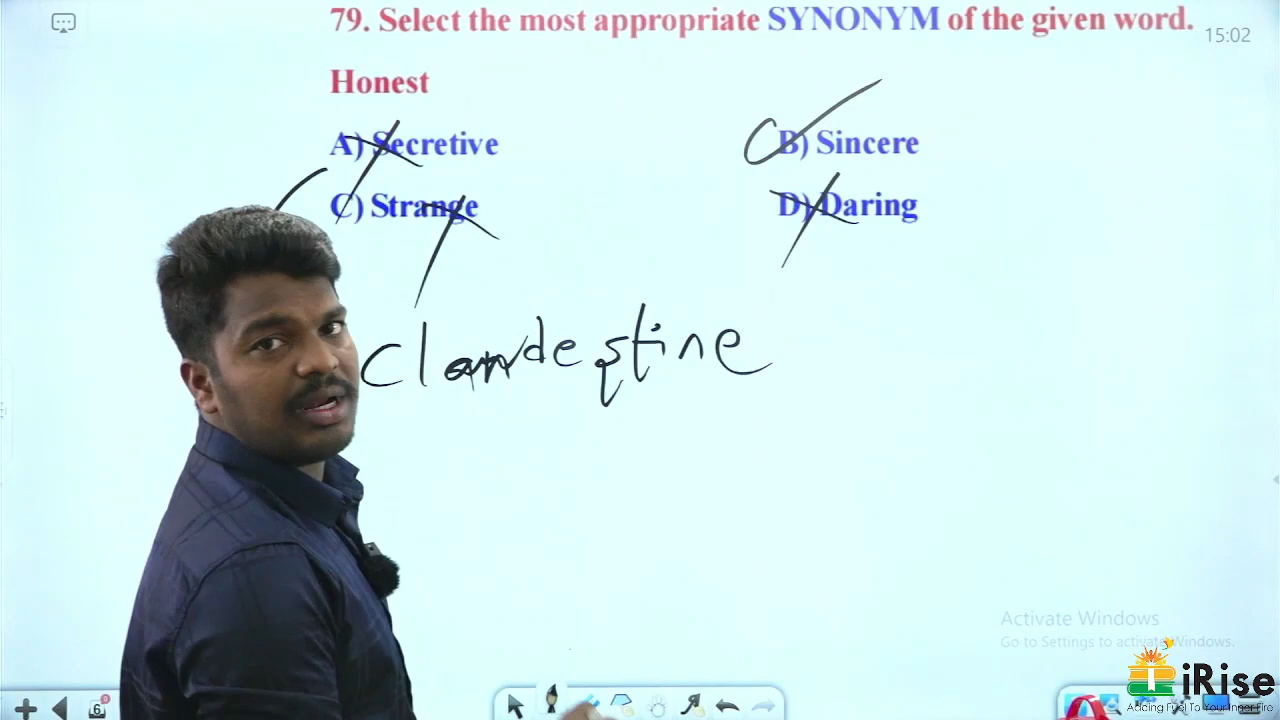 79. Select the most appropriate SYNONYM of the given word.
15:02
Honest
A) Secretive
B) Sincere
C) Strange
D) Daring
Clandestine
Activate Windows
Go to Settings to activate Windows.
iRise
Adding Fuel To Your Inner Fire